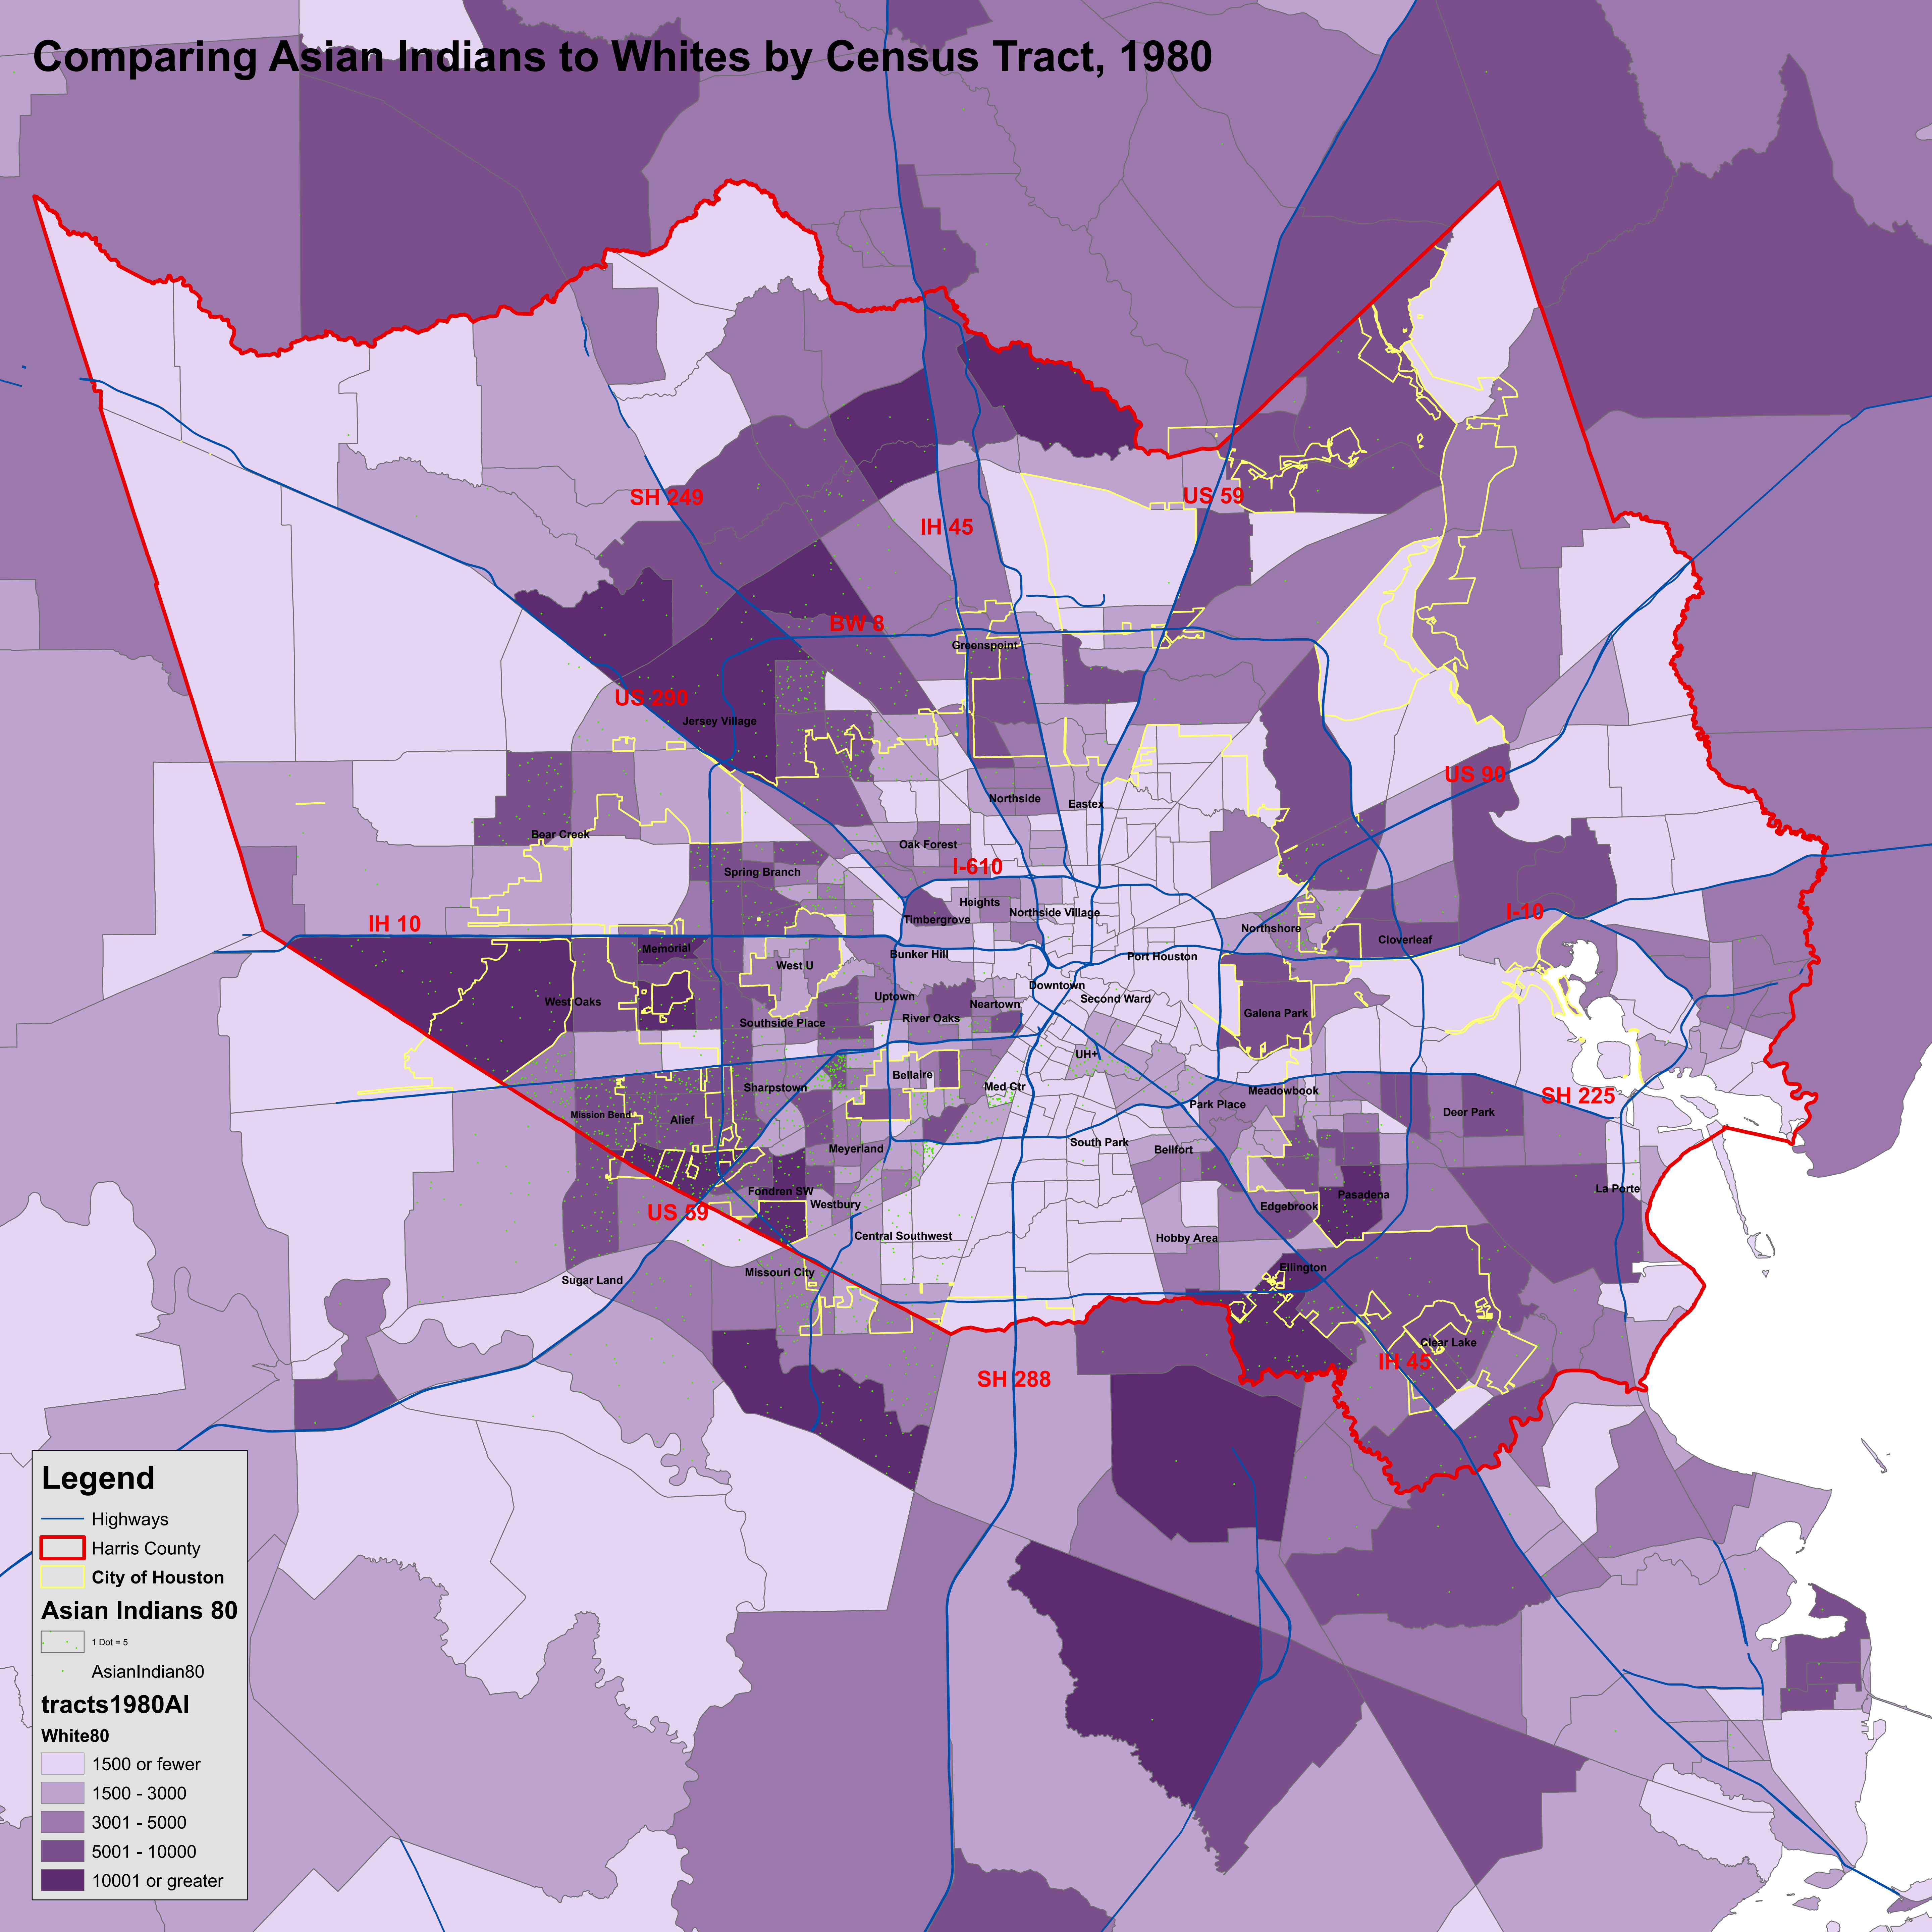 Comparing Asian Indians to Whites by Census Tract, 1980
SH 249
US 59
IH 45
BW 8
Greenspoint
US 290
Jersey Village
US 90
Northside
Eastex
Bear Creek
Oak Forest
I-610
Spring Branch
Heights
Northside Village
Timbergrove
IH 10
I-10
Northshore
Cloverleaf
Memorial
Bunker Hill
Port Houston
West U
Downtown
West Oaks
Uptown
Neartown
Second Ward
Galena Park
Southside Place
River Oaks
UH+
Bellaire
Sharpstown
Med Ctr
Meadowbook
SH 225
Park Place
Deer Park
Mission Bend
Alief
South Park
Meyerland
Bellfort
Fondren SW
Pasadena
La Porte
Westbury
Edgebrook
US 59
Central Southwest
Hobby Area
Ellington
Missouri City
Sugar Land
Clear Lake
IH 45
SH 288
Legend
Highways
Harris County
City of Houston
Asian Indians 80
1 Dot = 5
AsianIndian80
tracts1980AI
White80
1500 or fewer
1500 - 3000
3001 - 5000
5001 - 10000
10001 or greater